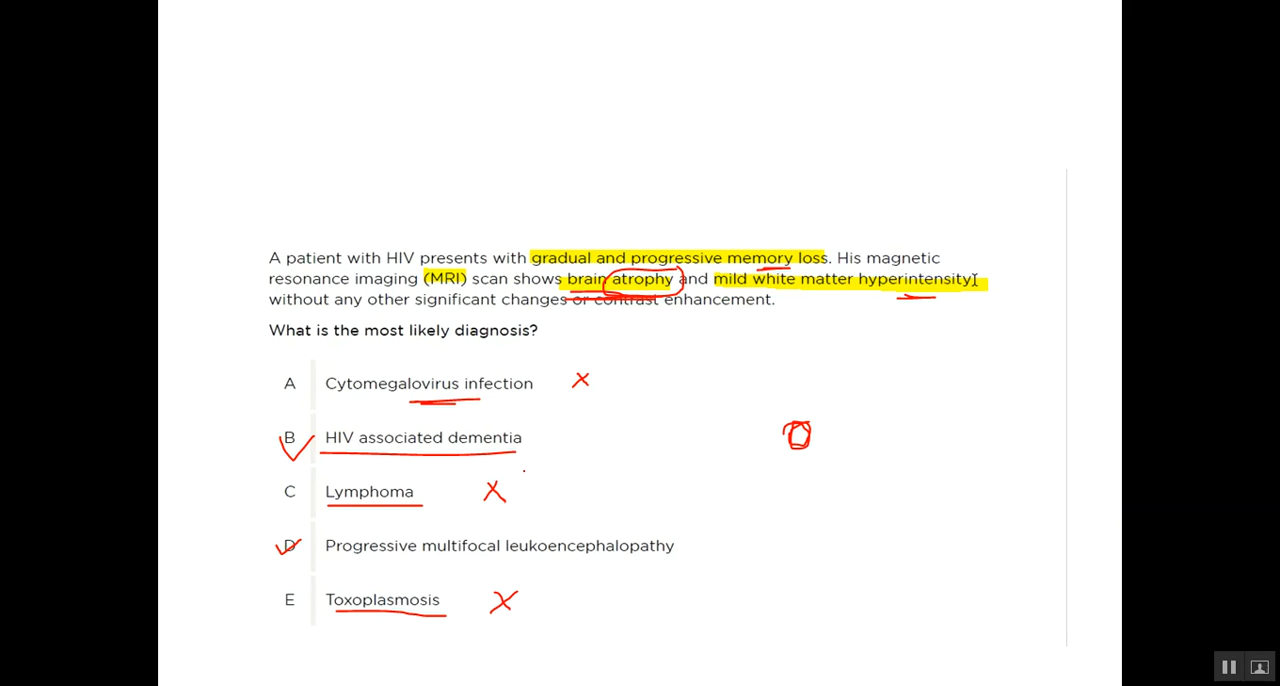 A patient with HIV presents with gradual and progressive memory loss. His magnetic
resonance imaging (MRI) scan shows brain atrophy and mild white matter hyperintensity,
without any other significant changes or contrast enhancement.
What is the most likely diagnosis?
A Cytomegalovirus infection
B HIV associated dementia
C Lymphoma
D Progressive multifocal leukoencephalopathy
E Toxoplasmosis